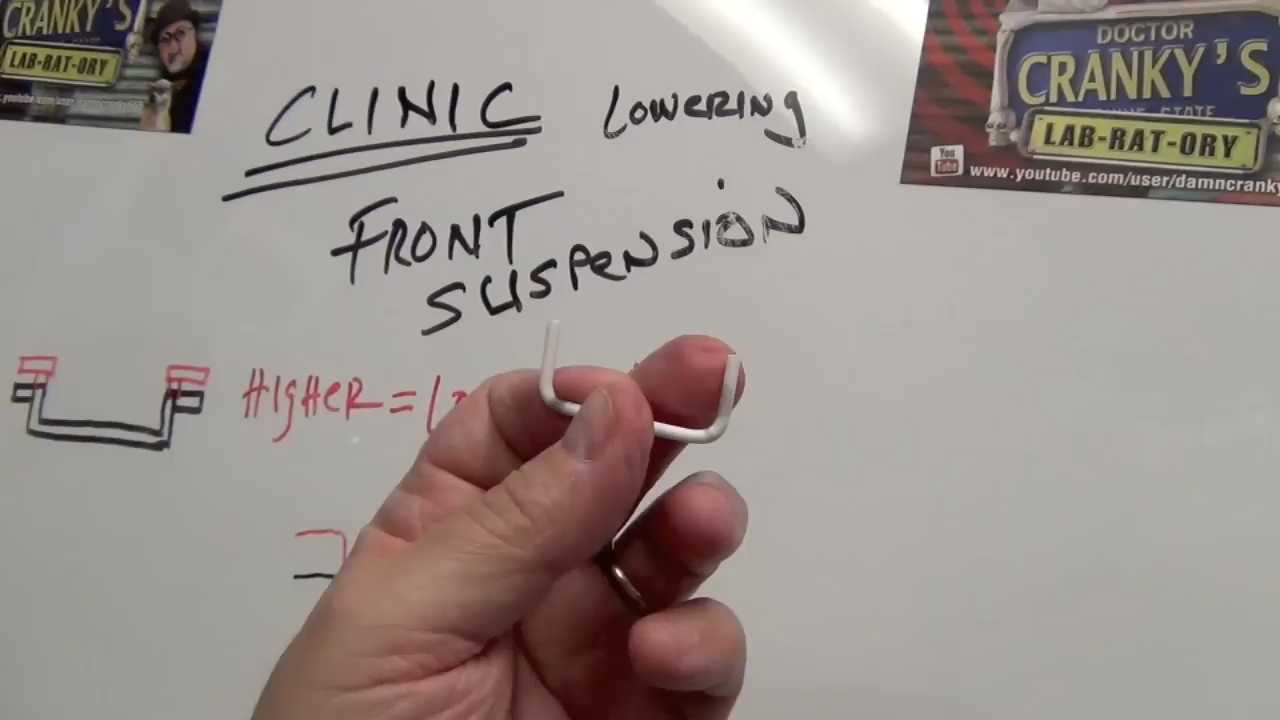 CRANKY'S
LAB-RAT-ORY
CLINIC LOWERING
FRONT
SUSPENSION
HIGHER =
DOCTOR
CRANKY'S
STATE
LAB-RAT-ORY
You
Tube
www.youtube.com/user/damncranky